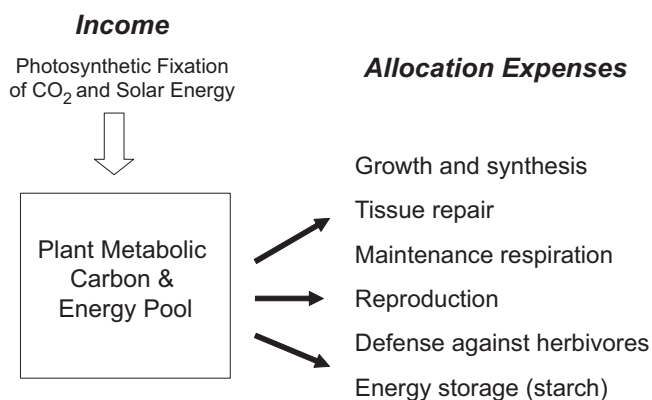 Income
Photosynthetic Fixation
of CO₂ and Solar Energy
Plant Metabolic
Carbon &
Energy Pool
Allocation Expenses
Growth and synthesis
Tissue repair
Maintenance respiration
Reproduction
Defense against herbivores
Energy storage (starch)